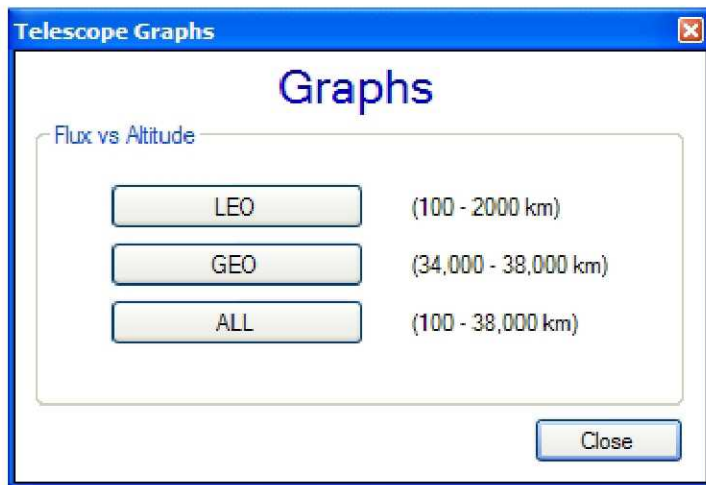 Telescope Graphs
Graphs
Flux vs Altitude
LEO (100 - 2000 km)
GEO (34,000 - 38,000 km)
ALL (100 - 38,000 km)
Close